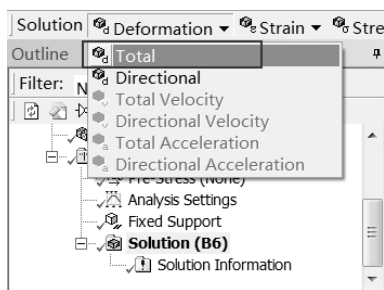 Solution Deformation Strain
Outline
Total
Filter:
Directional
Total Velocity
Directional Velocity
Total Acceleration
Directional Acceleration
Pre-Stress (None)
Analysis Settings
Fixed Support
Solution (B6)
Solution Information